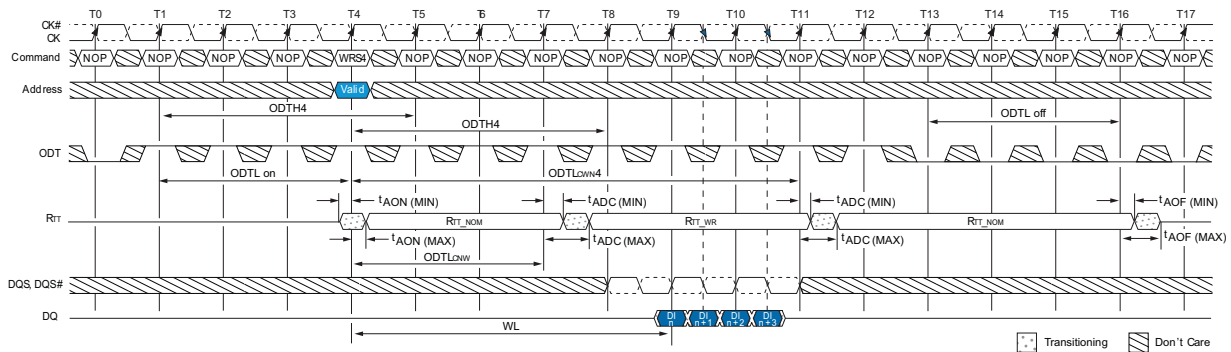 T0 T1 T2 T3 T4 T5 T6 T7 T8 T9 T10 T11 T12 T13 T14 T15 T16 T17
CK#
CK
Command NOP NOP NOP NOP WRS4 NOP NOP NOP NOP NOP NOP NOP NOP NOP NOP NOP NOP NOP
Address Valid
ODTH4
ODTH4
ODTL off
ODT
ODTL on
ODTLCWN4
tAON (MIN) tADC (MIN) tADC (MIN) tAOF (MIN)
RTT RTT_NOM RTT_WR RTT_NOM
tAON (MAX) tADC (MAX) tADC (MAX) tAOF (MAX)
ODTLCNW
DQS, DQS#
DQ DI n DI n+1 DI n+2 DI n+3
WL
Transitioning Don't Care